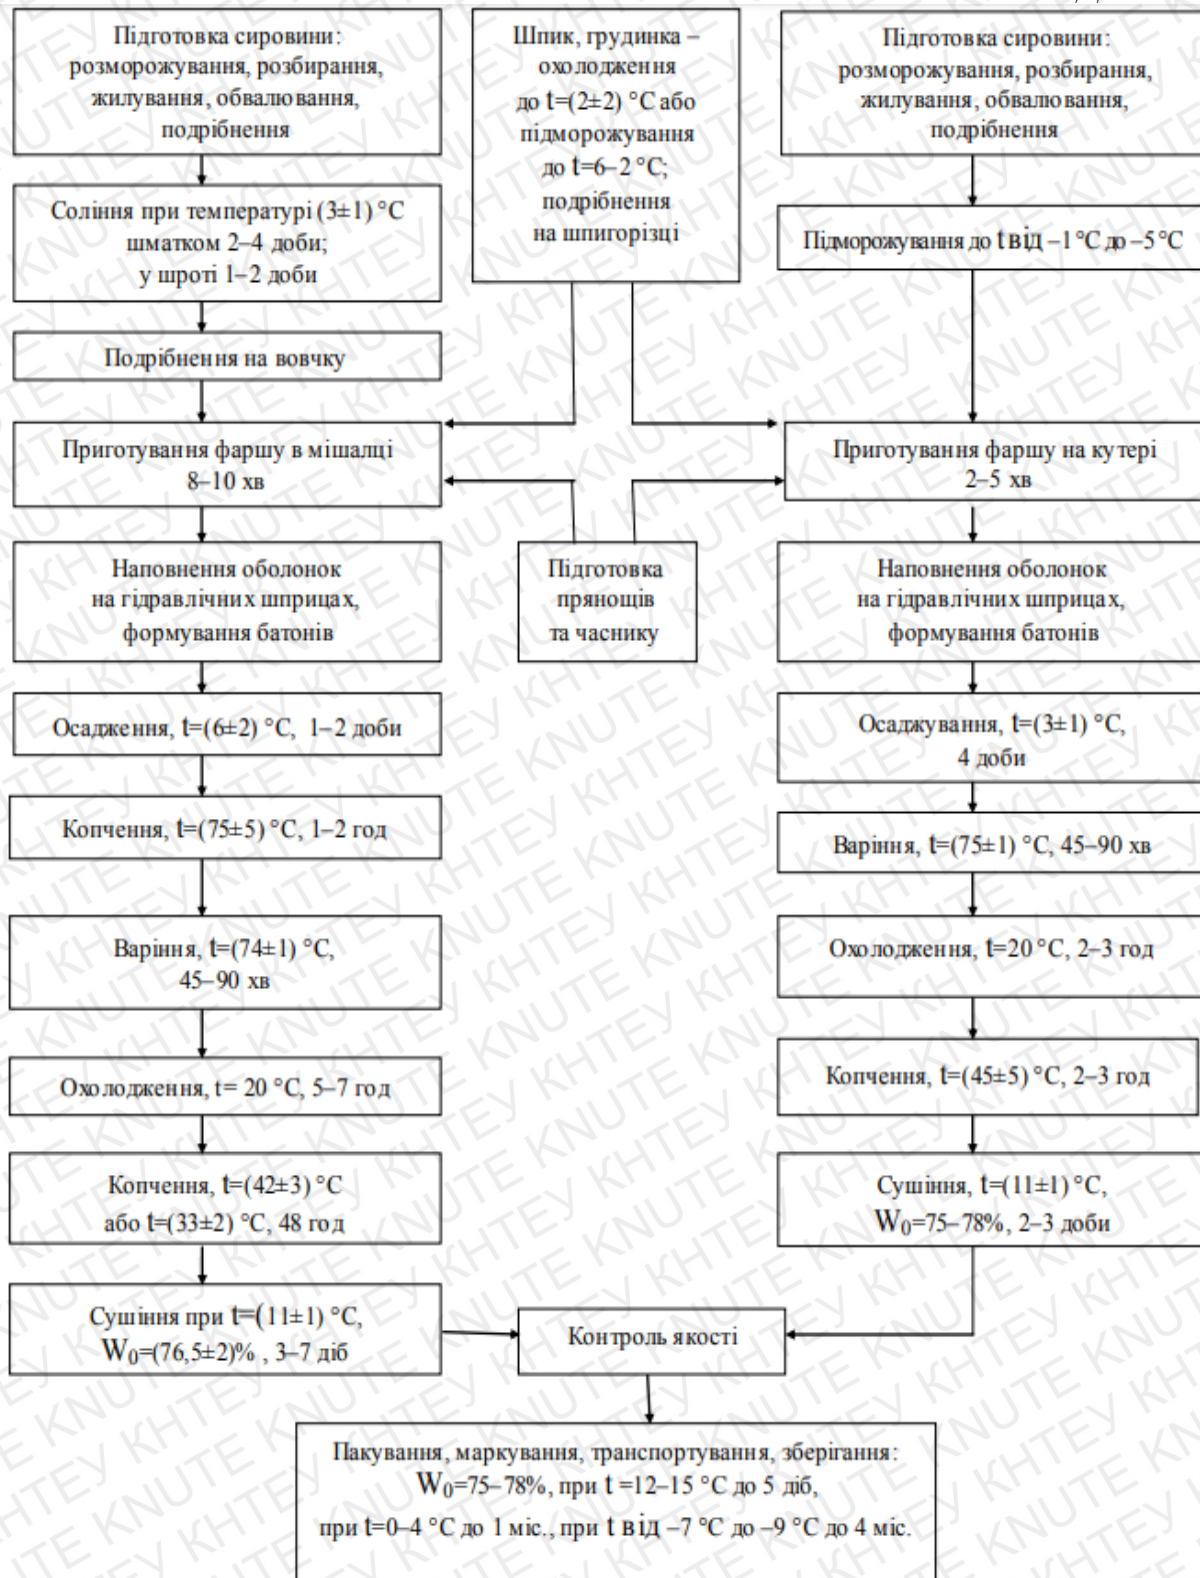 Підготовка сировини:
розморожування, розбирання,
жилування, обвалювання,
подрібнення
Шпик, грудинка –
охолодження
до t=(2±2) °С або
підморожування
до t=6–2 °С;
подрібнення
на шпигорізці
Підготовка сировини:
розморожування, розбирання,
жилування, обвалювання,
подрібнення
Соління при температурі (3±1) °С
шматком 2–4 доби;
у шроті 1–2 доби
Підморожування до t від –1 °С до –5 °С
Подрібнення на вовчку
Приготування фаршу в мішалці
8–10 хв
Приготування фаршу на кутері
2–5 хв
Наповнення оболонок
на гідравлічних шприцах,
формування батонів
Підготовка
прянощів
та часнику
Наповнення оболонок
на гідравлічних шприцах,
формування батонів
Осадження, t=(6±2) °С, 1–2 доби
Осаджування, t=(3±1) °С,
4 доби
Копчення, t=(75±5) °С, 1–2 год
Варіння, t=(75±1) °С, 45–90 хв
Варіння, t=(74±1) °С,
45–90 хв
Охолодження, t=20 °С, 2–3 год
Охолодження, t= 20 °С, 5–7 год
Копчення, t=(45±5) °С, 2–3 год
Копчення, t=(42±3) °С
або t=(33±2) °С, 48 год
Сушіння, t=(11±1) °С,
W₀=75–78%, 2–3 доби
Сушіння при t=(11±1) °С,
W₀=(76,5±2)% , 3–7 діб
Контроль якості
Пакування, маркування, транспортування, зберігання:
W₀=75–78%, при t =12–15 °С до 5 діб,
при t=0–4 °С до 1 міс., при t від –7 °С до –9 °С до 4 міс.